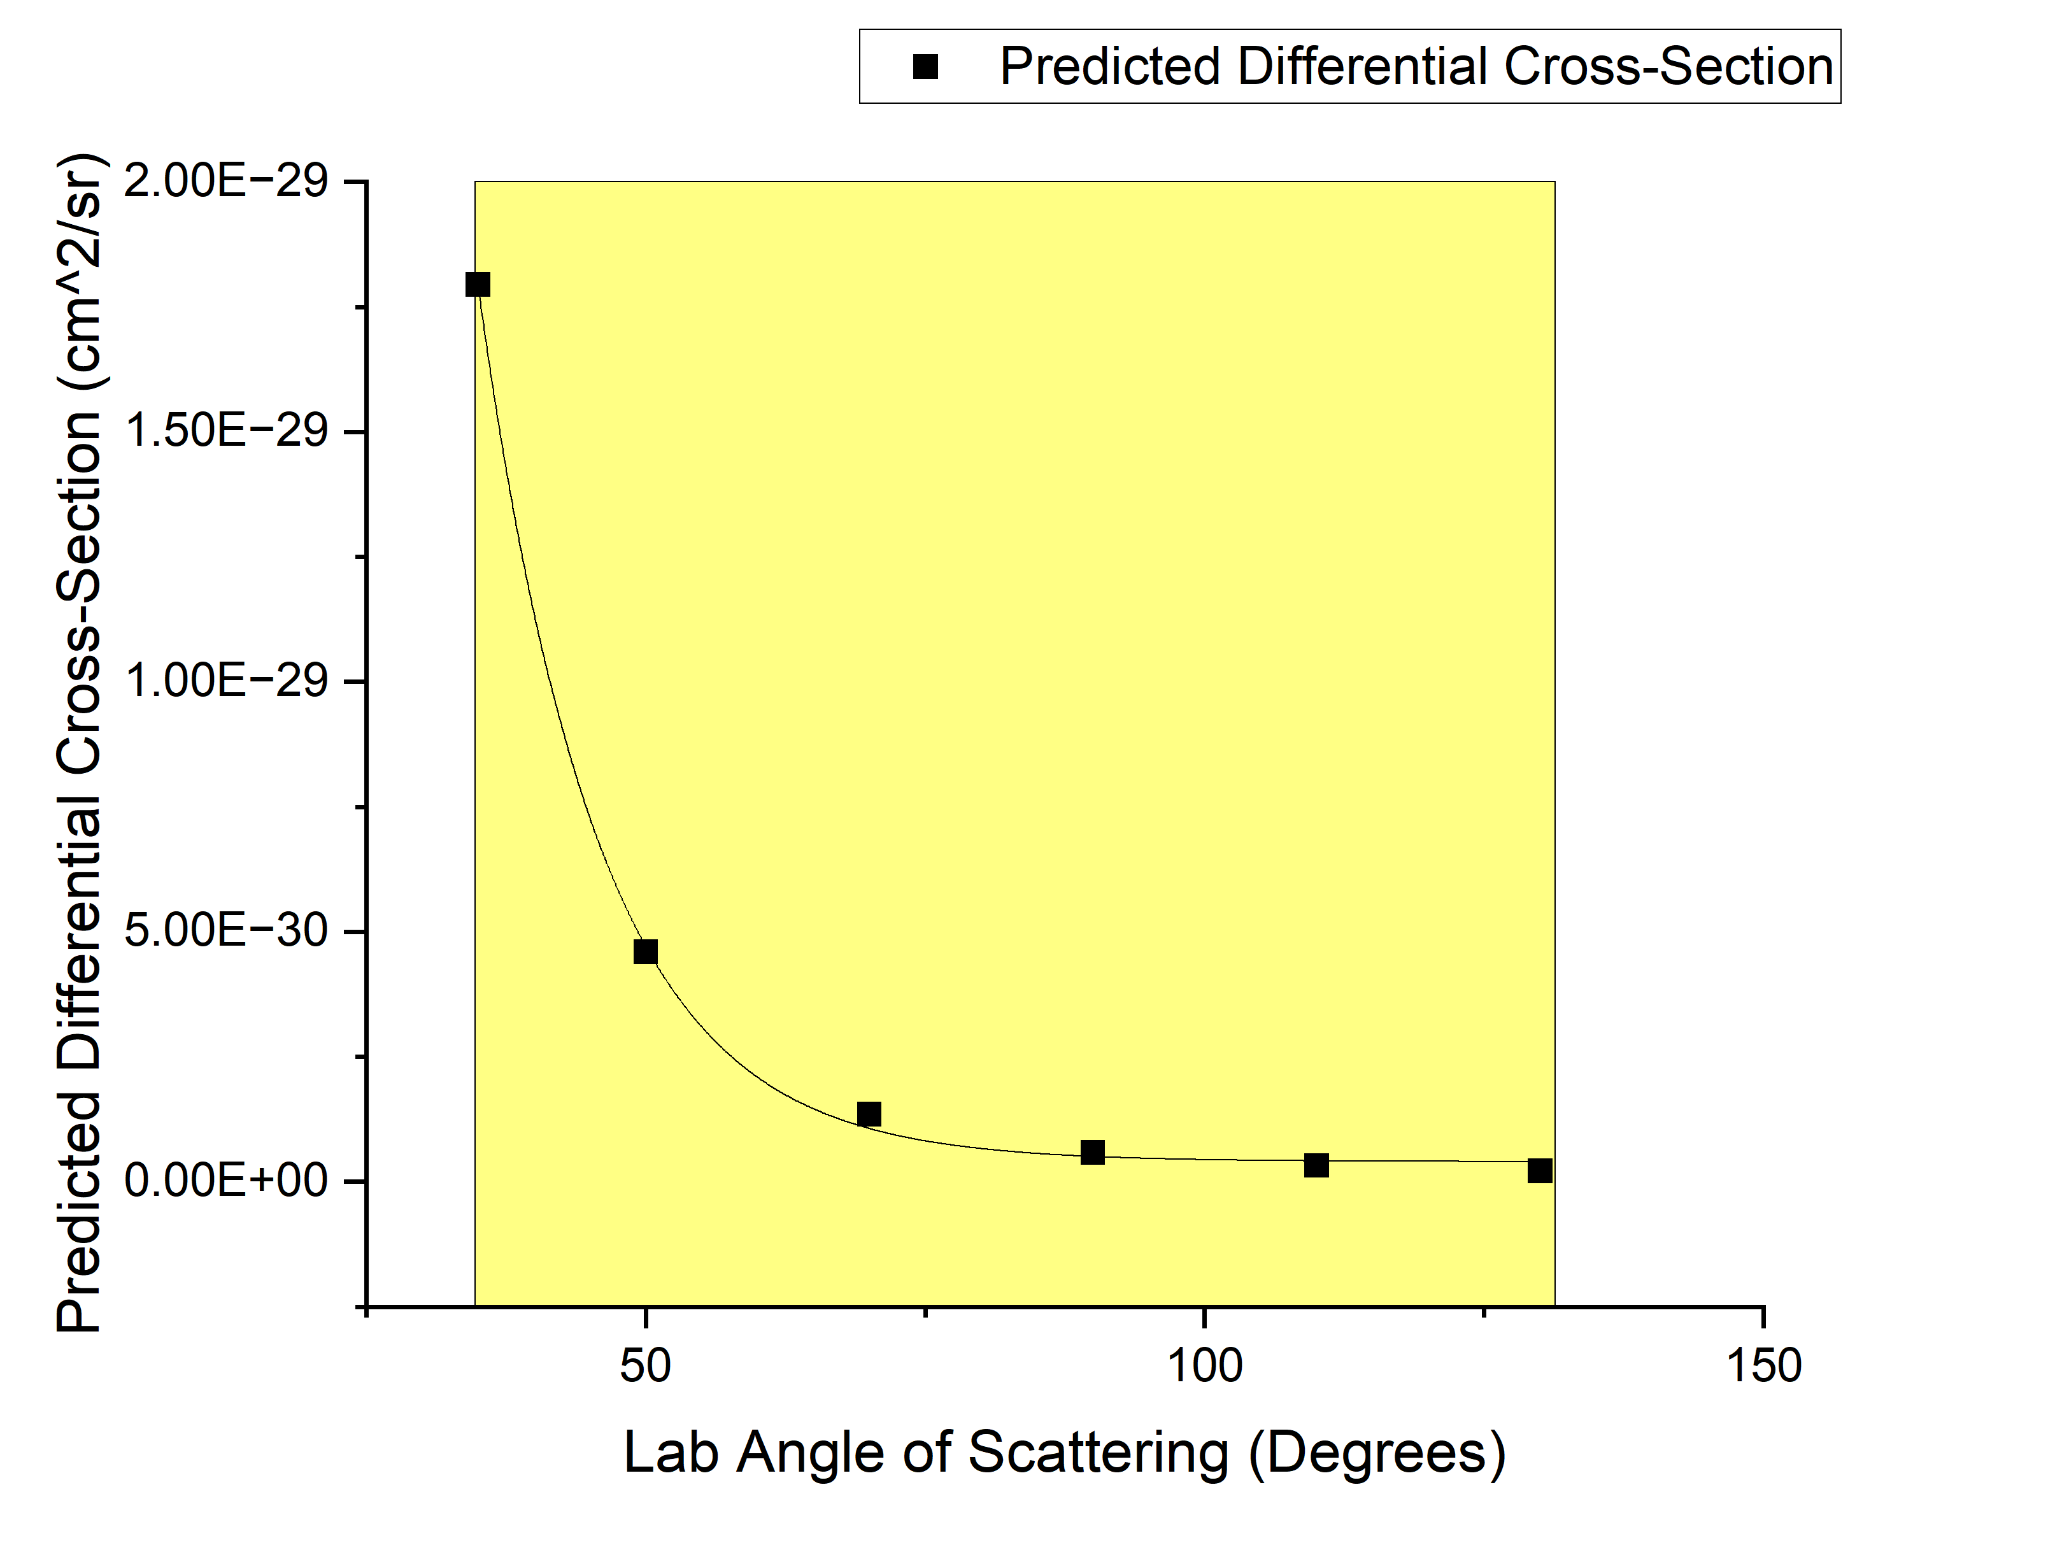 Predicted Differential Cross-Section
Predicted Differential Cross-Section (cm^2/sr)
2.00E−29
1.50E−29
1.00E−29
5.00E−30
0.00E+00
50
100
150
Lab Angle of Scattering (Degrees)